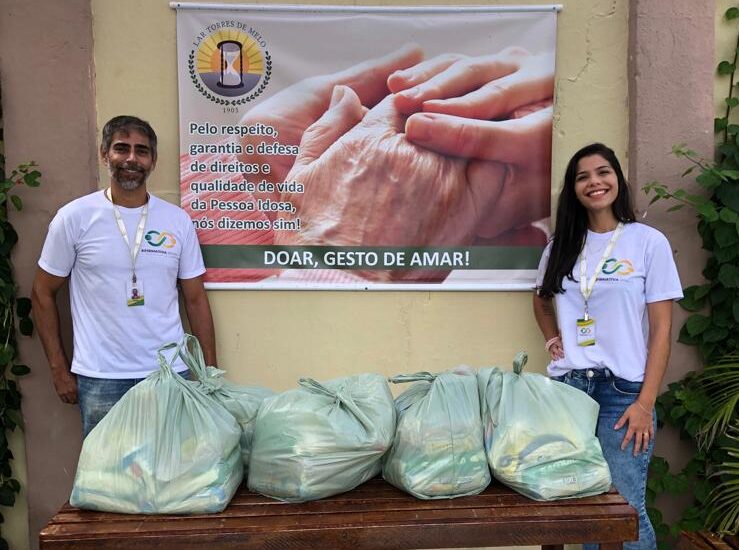 LAR TORRES DE MELO
1905
Pelo respeito,
garantia e defesa
de direitos e
qualidade de vida
da Pessoa Idosa,
nós dizemos sim!
DOAR, GESTO DE AMAR!